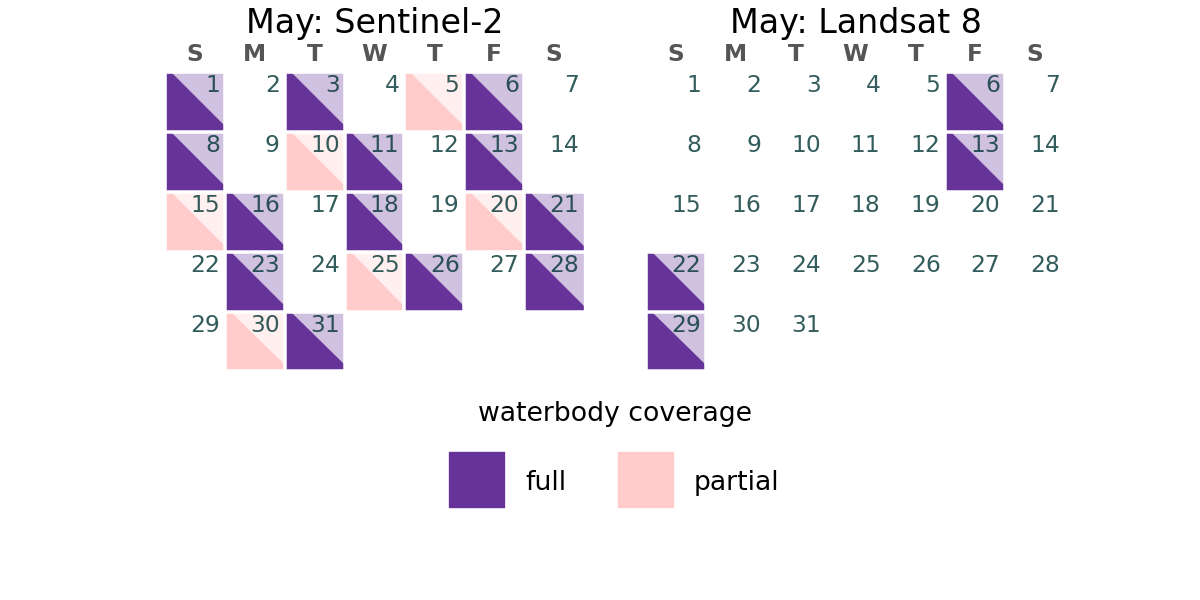 May: Sentinel-2
S M T W T F S
1 2 3 4 5 6 7
8 9 10 11 12 13 14
15 16 17 18 19 20 21
22 23 24 25 26 27 28
29 30 31
May: Landsat 8
S M T W T F S
1 2 3 4 5 6 7
8 9 10 11 12 13 14
15 16 17 18 19 20 21
22 23 24 25 26 27 28
29 30 31
waterbody coverage
full partial